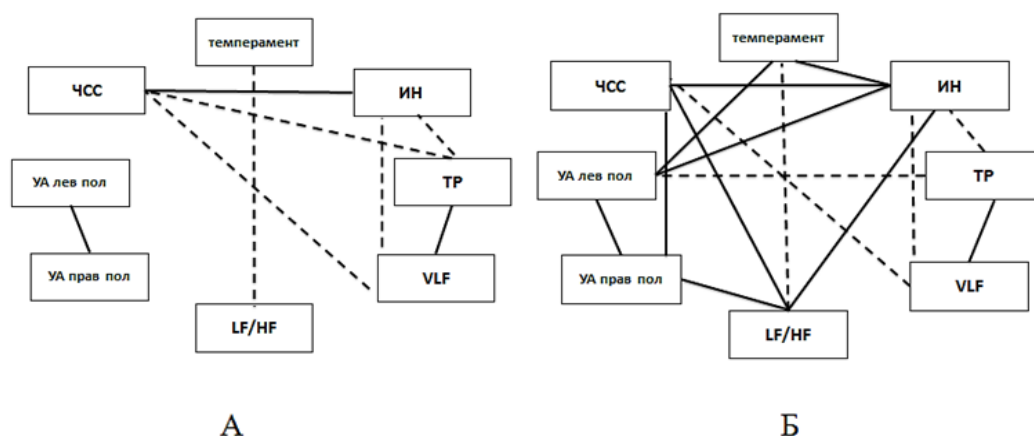 темперамент
ЧСС
ИН
УА лев пол
ТР
УА прав пол
VLF
LF/HF
А
темперамент
ЧСС
ИН
УА лев пол
ТР
УА прав пол
VLF
LF/HF
Б